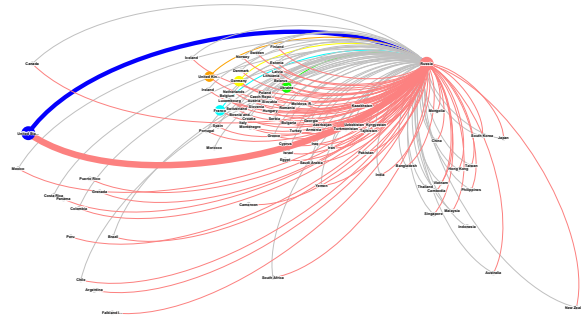 Canada
Iceland
Norway
Sweden
Finland
Russia
United Kin
Denmark
Estonia
Latvia
Lithuania
Belarus
Ireland
Netherlands
Germany
Poland
Ukraine
Belgium
Czech Repu
Luxembourg
Austria
Slovakia
France
Switzerland
Slovenia
Hungary
Romania
Moldova, R
Kazakhstan
Mongolia
Croatia
Serbia
Italy
Bulgaria
Georgia
Spain
Montenegro
Azerbaijan
Uzbekistan
Kyrgyzstan
Portugal
Turkey
Armenia
Turkmenistan
Tajikistan
United Sta
South Korea
Japan
Greece
Cyprus
Iraq
Iran
China
Morocco
Israel
Pakistan
Egypt
Saudi Arabia
Mexico
Bangladesh
Taiwan
Hong Kong
India
Puerto Rico
Yemen
Vietnam
Thailand
Cambodia
Philippines
Grenada
Costa Rica
Panama
Cameroon
Colombia
Malaysia
Singapore
Indonesia
Peru
Brazil
Chile
South Africa
Australia
Argentina
Falkland I
New Zeal